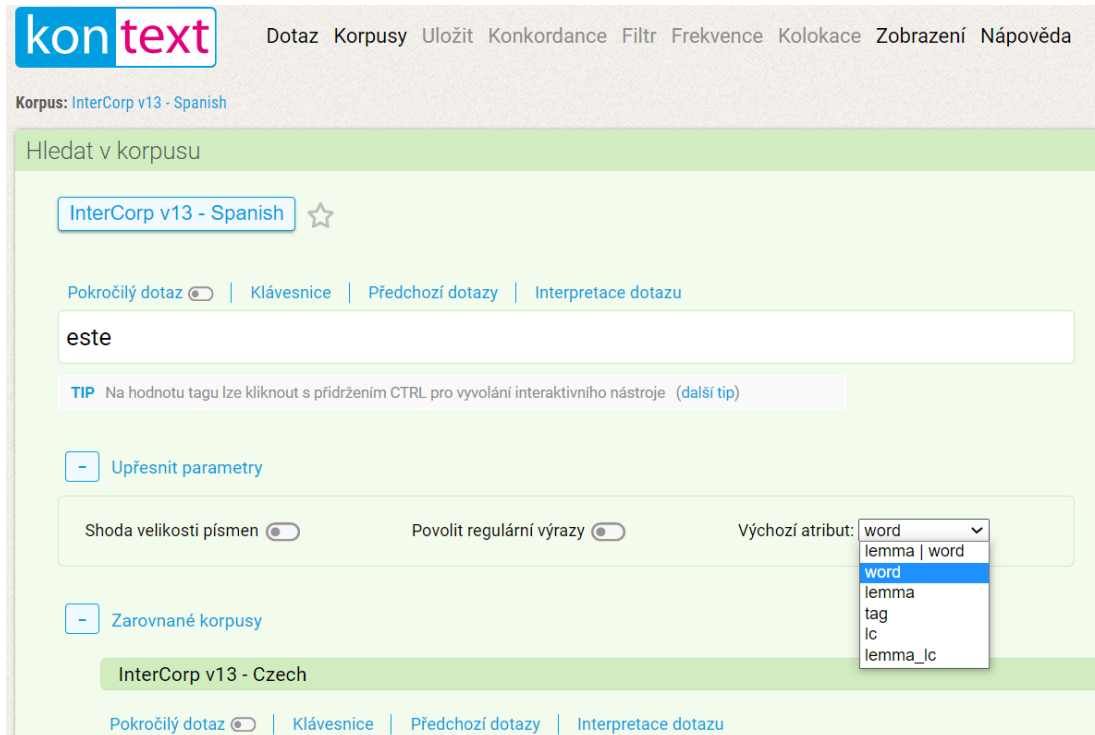 kontext
Dotaz Korpusy Uložit Konkordance Filtr Frekvence Kolokace Zobrazení Nápověda
Korpus: InterCorp v13 - Spanish
Hledat v korpusu
InterCorp v13 - Spanish
Pokročilý dotaz | Klávesnice | Předchozí dotazy | Interpretace dotazu
este
TIP Na hodnotu tagu lze kliknout s přidržením CTRL pro vyvolání interaktivního nástroje (další tip)
- Upřesnit parametry
Shoda velikosti písmen Povolit regulární výrazy Výchozí atribut: word
lemma | word
word
lemma
tag
lc
lemma_lc
- Zarovnané korpusy
InterCorp v13 - Czech
Pokročilý dotaz | Klávesnice | Předchozí dotazy | Interpretace dotazu